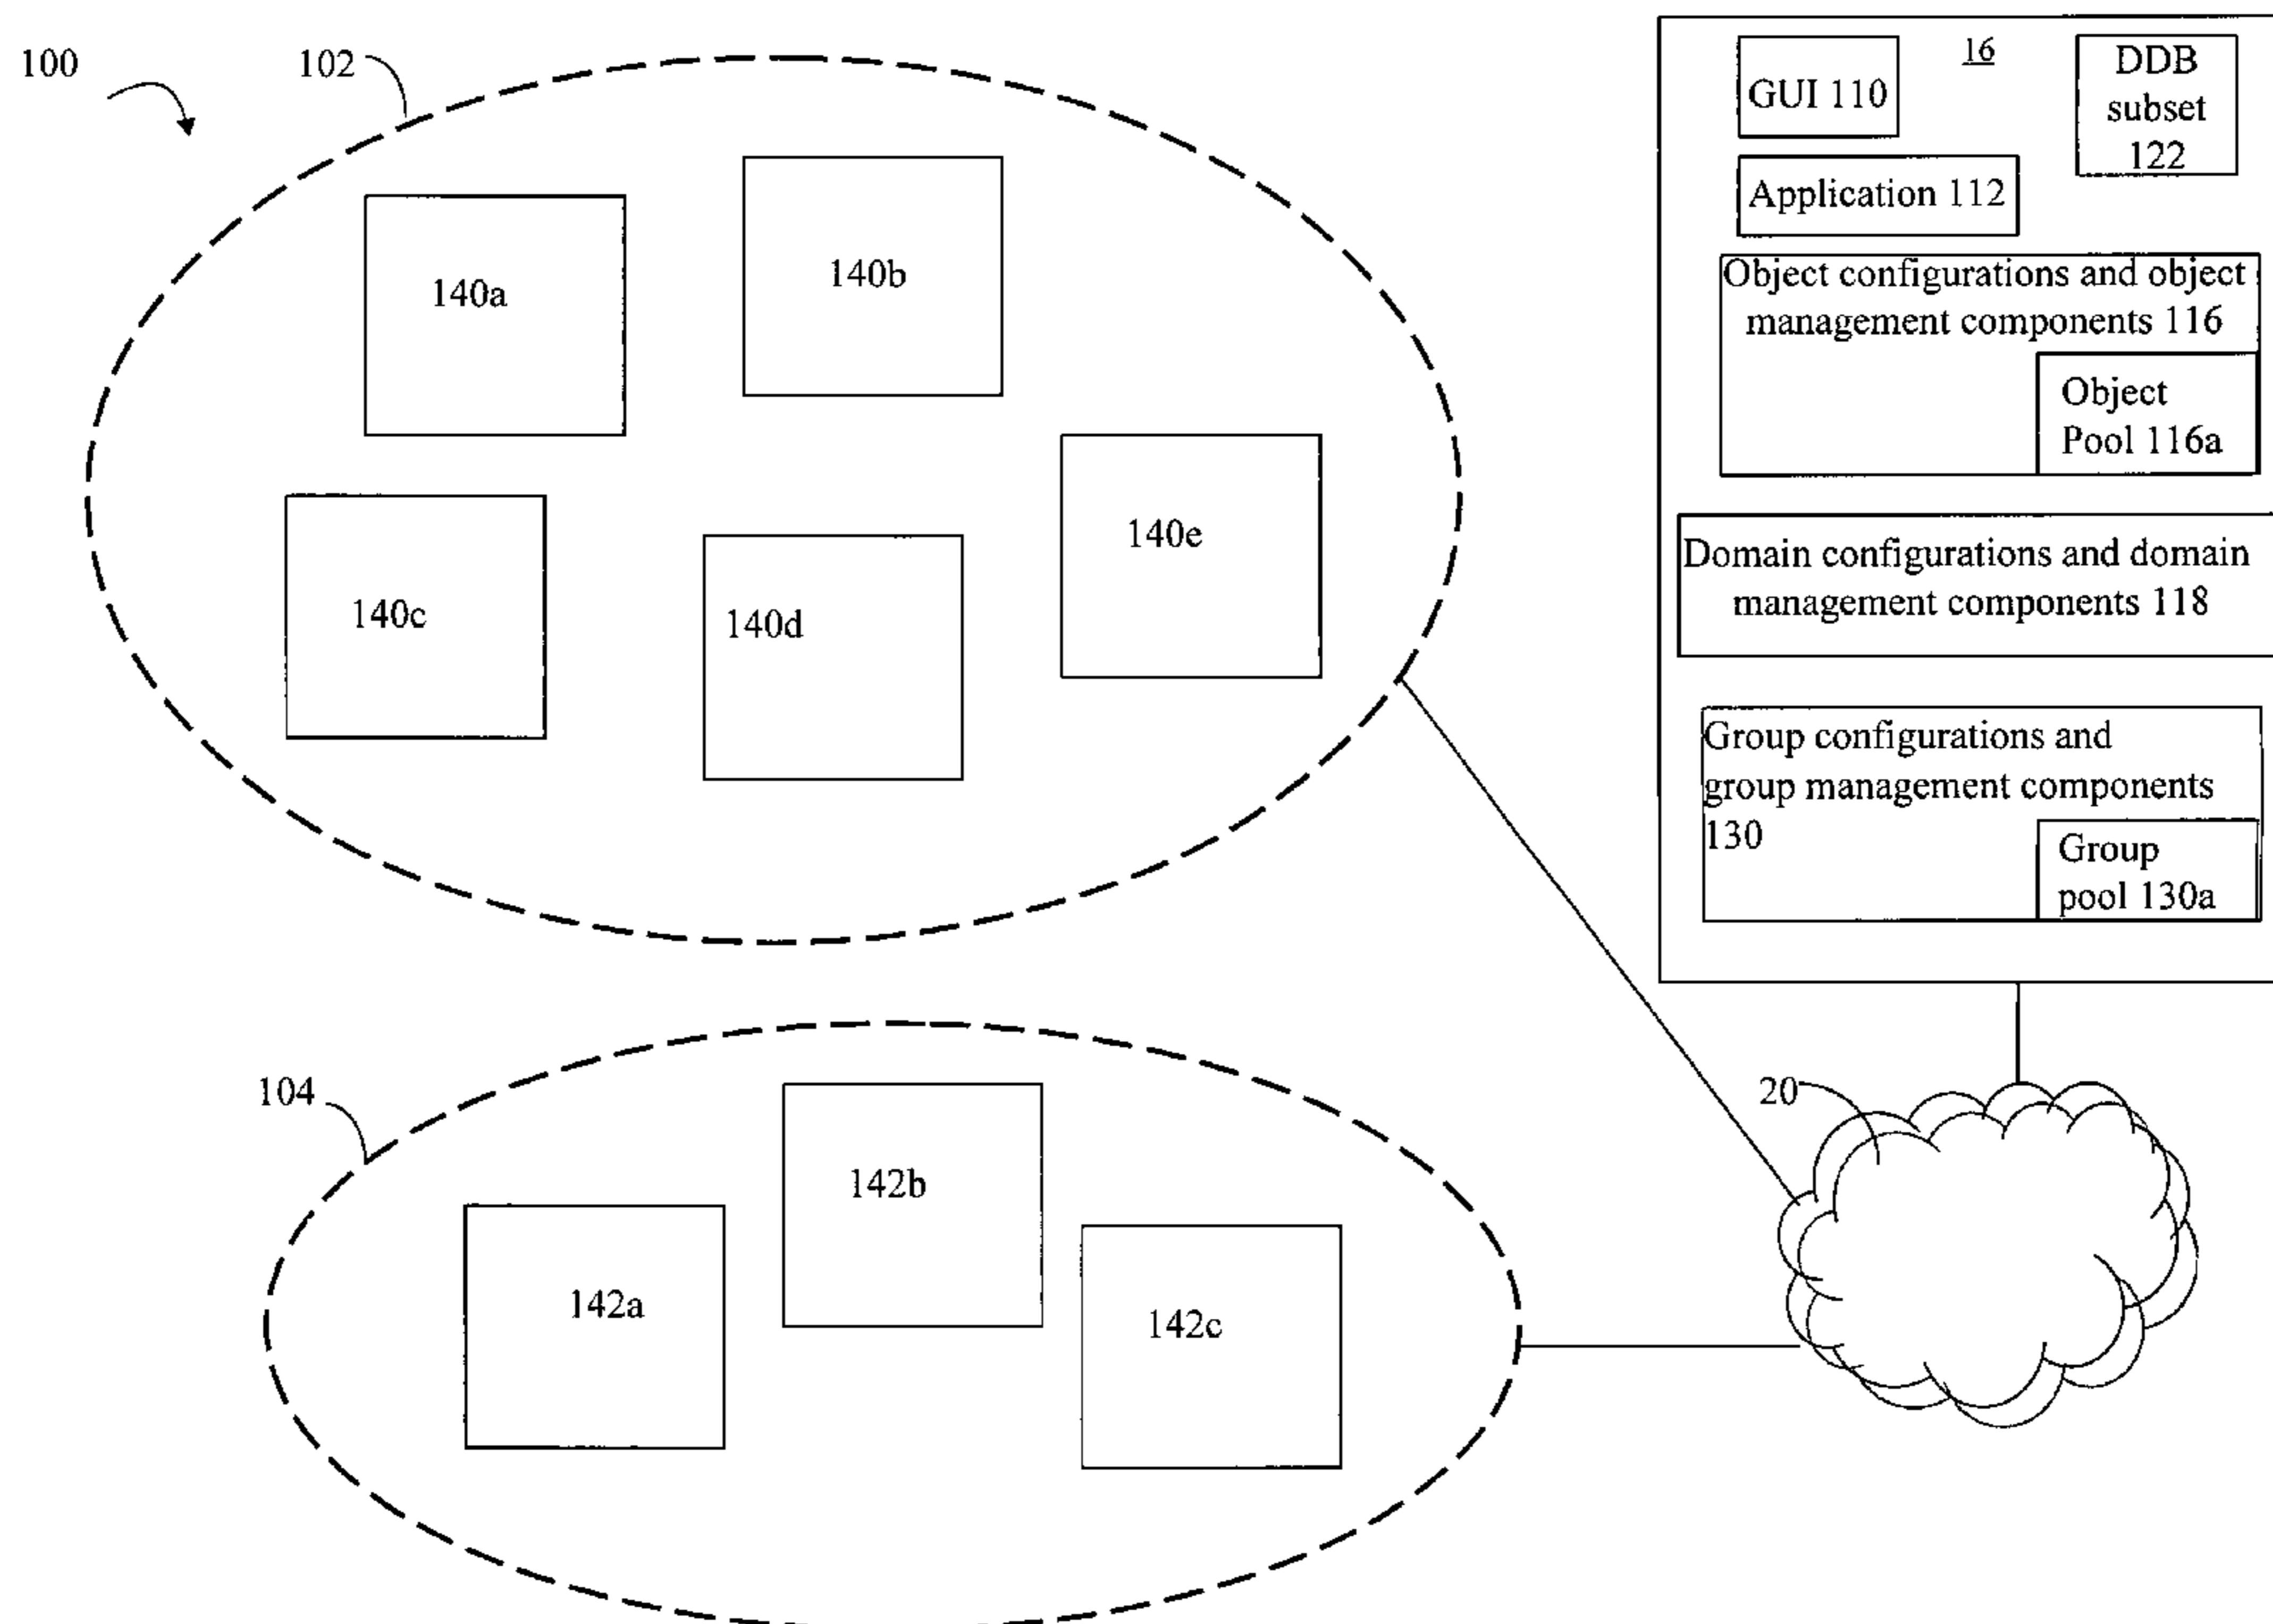 100
102
140a
140b
140c
140d
140e
104
142a
142b
142c
16
GUI 110
DDB
subset
122
Application 112
Object configurations and object
management components 116
Object
Pool 116a
Domain configurations and domain
management components 118
Group configurations and
group management components
130
Group
pool 130a
20